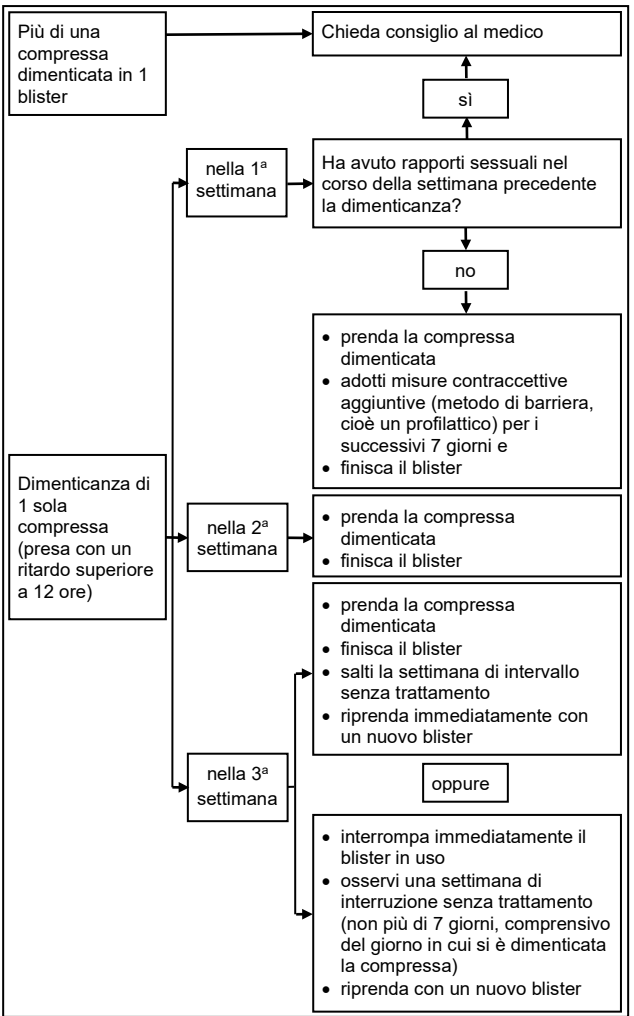 Più di una
compressa
dimenticata in 1
blister
Chieda consiglio al medico
sì
nella 1ª
settimana
Ha avuto rapporti sessuali nel
corso della settimana precedente
la dimenticanza?
no
• prenda la compressa
dimenticata
• adotti misure contraccettive
aggiuntive (metodo di barriera,
cioè un profilattico) per i
successivi 7 giorni e
• finisca il blister
Dimenticanza di
1 sola
compressa
(presa con un
ritardo superiore
a 12 ore)
nella 2ª
settimana
• prenda la compressa
dimenticata
• finisca il blister
• prenda la compressa
dimenticata
• finisca il blister
• salti la settimana di intervallo
senza trattamento
• riprenda immediatamente con
un nuovo blister
nella 3ª
settimana
oppure
• interrompa immediatamente il
blister in uso
• osservi una settimana di
interruzione senza trattamento
(non più di 7 giorni, comprensivo
del giorno in cui si è dimenticata
la compressa)
• riprenda con un nuovo blister